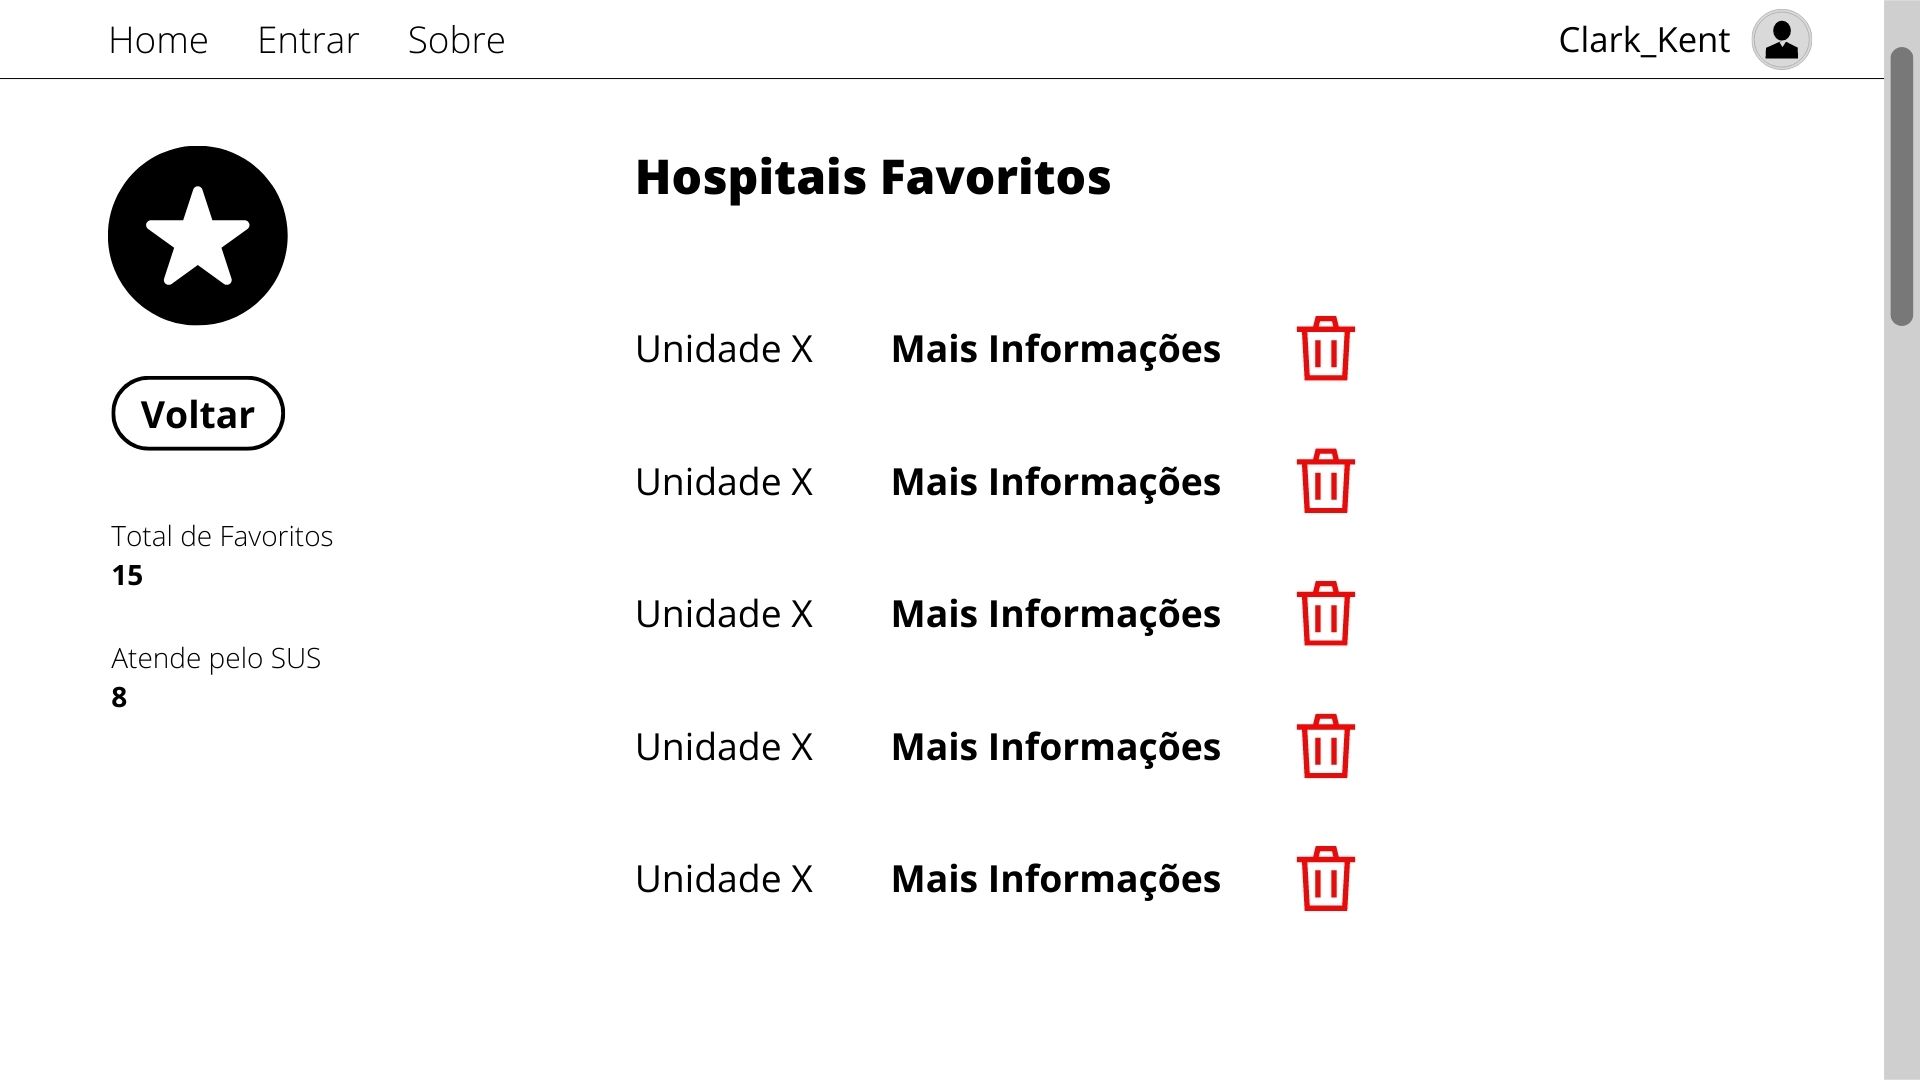 Home Entrar Sobre Clark_Kent
Hospitais Favoritos
Voltar
Total de Favoritos
15
Atende pelo SUS
8
Unidade X Mais Informações
Unidade X Mais Informações
Unidade X Mais Informações
Unidade X Mais Informações
Unidade X Mais Informações